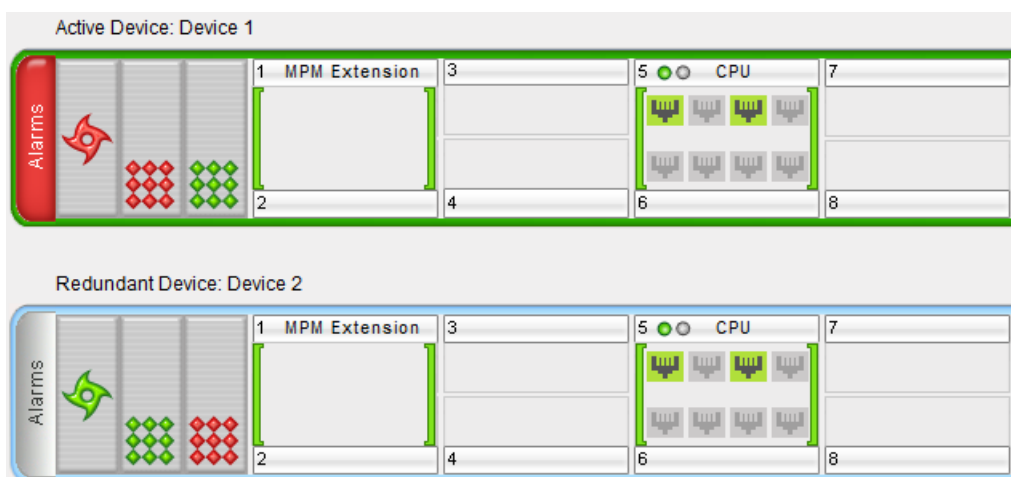 Active Device: Device 1
Alarms
1 MPM Extension 3 5 CPU 7
2 4 6 8
Redundant Device: Device 2
Alarms
1 MPM Extension 3 5 CPU 7
2 4 6 8